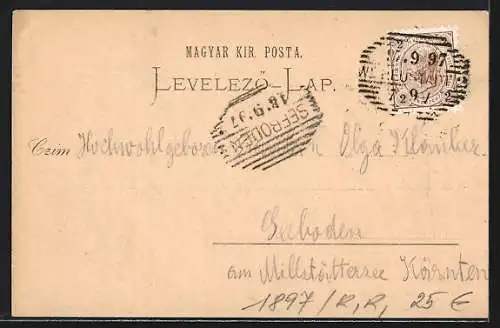 MAGYAR KIR. POSTA.
LEVELEZŐ-LAP.
.9.97
SEEBODEN
18.9.97
Czim Hochwohlgeboren Olga
Seeboden
am Millstättersee Kärnten
1897/R,R, 25 €